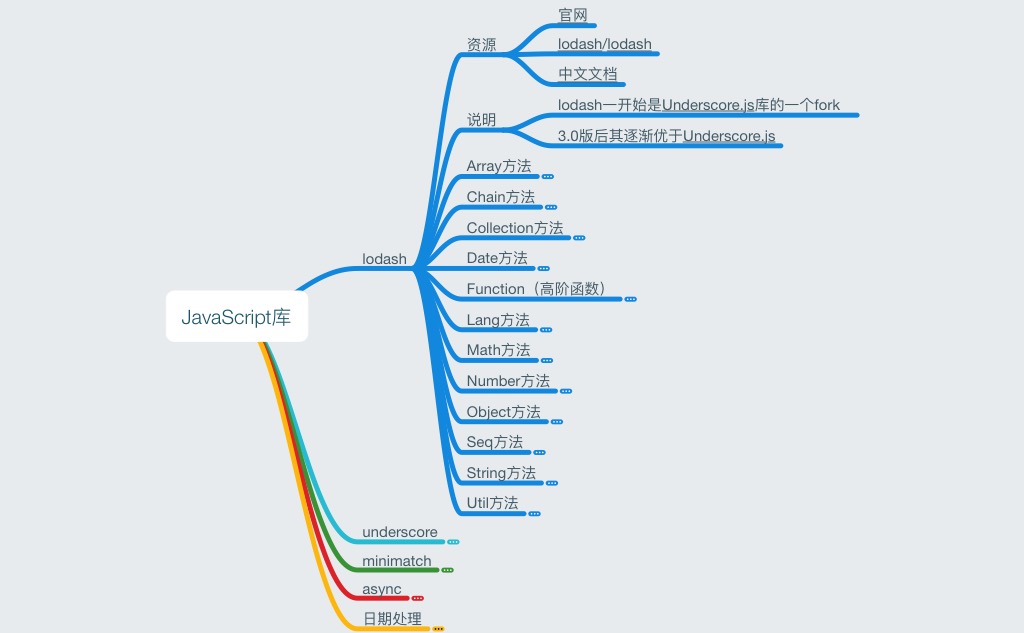 官网
资源
lodash/lodash
中文文档
lodash一开始是Underscore.js库的一个fork
说明
3.0版后其逐渐优于Underscore.js
Array方法
Chain方法
Collection方法
lodash
Date方法
Function（高阶函数）
JavaScript库
Lang方法
Math方法
Number方法
Object方法
Seq方法
String方法
Util方法
underscore
minimatch
async
日期处理